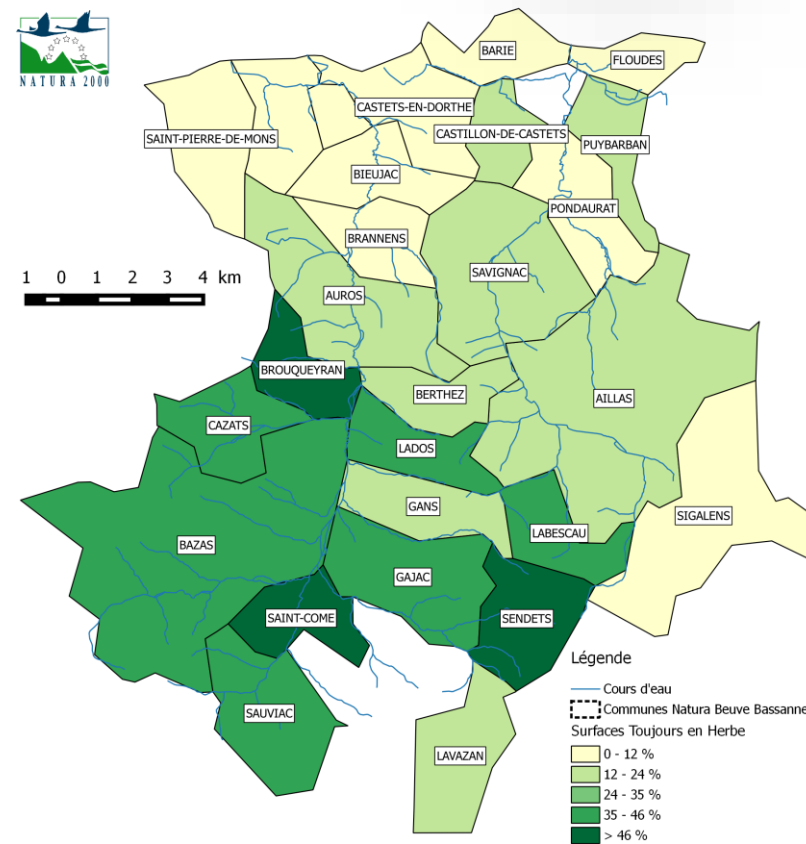 NATURA 2000
BARIE
FLOUDES
CASTETS-EN-DORTHE
SAINT-PIERRE-DE-MONS
CASTILLON-DE-CASTETS
PUYBARBAN
BIEUJAC
PONDAURAT
BRANNENS
SAVIGNAC
1 0 1 2 3 4 km
AUROS
BROUQUEYRAN
BERTHEZ
AILLAS
CAZATS
LADOS
GANS
SIGALENS
LABESCAU
BAZAS
GAJAC
SAINT-COME
SENDETS
Légende
Cours d'eau
Communes Natura Beuve Bassanne
SAUVIAC
Surfaces Toujours en Herbe
LAVAZAN
0 - 12 %
12 - 24 %
24 - 35 %
35 - 46 %
> 46 %